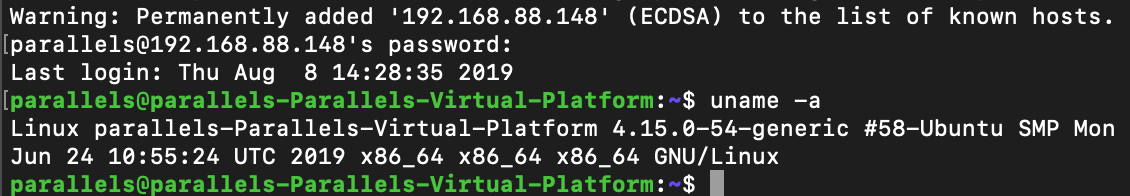 Warning: Permanently added '192.168.88.148' (ECDSA) to the list of known hosts.
[parallels@192.168.88.148's password:
Last login: Thu Aug  8 14:28:35 2019
[parallels@parallels-Parallels-Virtual-Platform:~$ uname -a
Linux parallels-Parallels-Virtual-Platform 4.15.0-54-generic #58-Ubuntu SMP Mon
Jun 24 10:55:24 UTC 2019 x86_64 x86_64 x86_64 GNU/Linux
parallels@parallels-Parallels-Virtual-Platform:~$